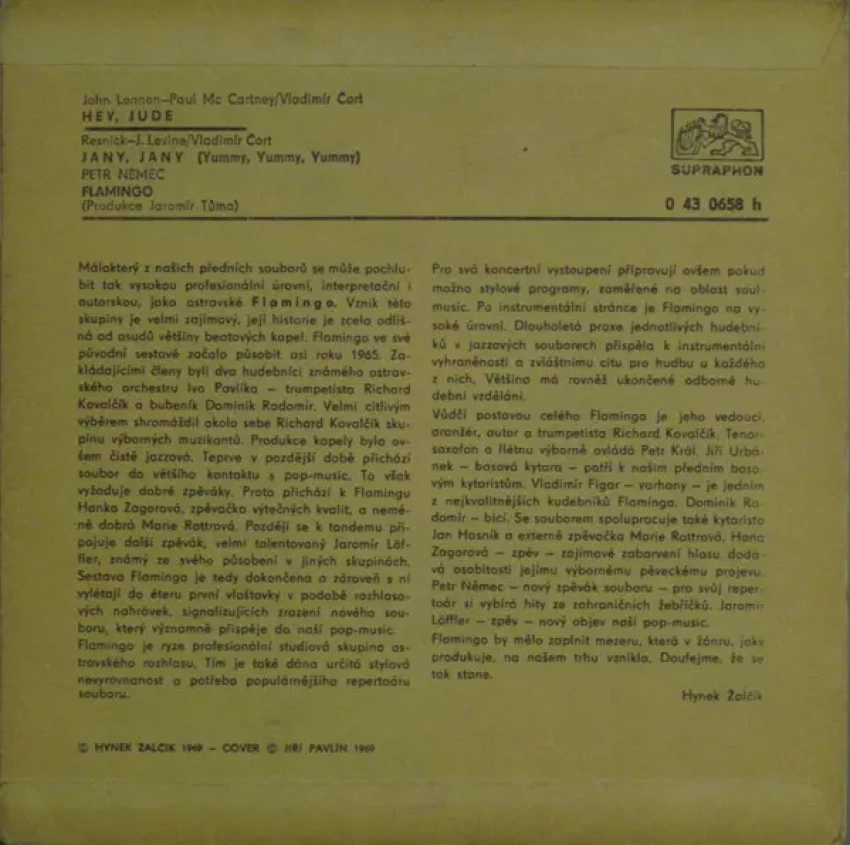 John Lennon–Paul Mc Cartney/Vladimír Čort
HEY, JUDE
Resnick–J. Levine/Vladimír Čort
JANY, JANY (Yummy, Yummy, Yummy)
PETR NĚMEC
FLAMINGO
(Produkce Jaromír Tůma)
SUPRAPHON
0 43 0658 h
Málokterý z našich předních souborů se může pochlu-
bit tak vysokou profesionální úrovní, interpretační i
autorskou, jako ostravské Flamingo. Vznik této
skupiny je velmi zajímavý, její historie je zcela odliš-
ná od osudů většiny beatových kapel. Flamingo ve své
původní sestavě začalo působit asi roku 1965. Za-
kládajícími členy byli dva hudebníci známého ostrav-
ského orchestru Ivo Pavlíka – trumpetista Richard
Kovalčík a bubeník Dominik Radomir. Velmi citlivým
výběrem shromáždil okolo sebe Richard Kovalčík sku-
pinu výborných muzikantů. Produkce kapely byla ov-
šem čistě jazzová. Teprve v pozdější době přichází
soubor do většího kontaktu s pop-music. To však
vyžaduje dobré zpěváky. Proto přichází k Flamingu
Hanka Zagorová, zpěvačka výtečných kvalit, a nemé-
ně dobrá Marie Rottrová. Později se k tandemu při-
pojuje další zpěvák, velmi talentovaný Jaromír Löf-
fler, známý ze svého působení v jiných skupinách.
Sestava Flaminga je tedy dokončena a zároveň s ní
vylétají do éteru první vlaštovky v podobě rozhlaso-
vých nahrávek, signalizujících zrození nového sou-
boru, který významně přispěje do naší pop-music.
Flamingo je ryze profesionální studiová skupina os-
travského rozhlasu. Tím je také dána určitá stylová
nevyrovnanost a potřeba populárnějšího repertoáru
souboru.
Pro svá koncertní vystoupení připravují ovšem pokud
možno stylové programy, zaměřené na oblast soul-
music. Po instrumentální stránce je Flamingo na vy-
soké úrovni. Dlouholetá praxe jednotlivých hudební-
ků v jazzových souborech přispěla k instrumentální
vyhraněnosti a zvláštnímu citu pro hudbu u každého
z nich. Většina má rovněž ukončené odborné hu-
dební vzdělání.
Vůdčí postavou celého Flaminga je jeho vedoucí,
aranžér, autor a trumpetista Richard Kovalčík. Tenor-
saxofon a flétnu výborně ovládá Petr Král. Jiří Urbá-
nek – basová kytara – patří k našim předním baso-
vým kytaristům. Vladimír Figar – varhany – je jedním
z nejkvalitnějších kudebníků Flaminga. Dominik Ra-
domir – bicí. Se souborem spolupracuje také kytarista
Jan Hasník a externě zpěvačka Marie Rottrová. Hana
Zagorová – zpěv – zajímavé zabarvení hlasu dodá-
vá osobitosti jejímu výbornému pěveckému projevu.
Petr Němec – nový zpěvák souboru – pro svůj reper-
toár si vybírá hity ze zahraničních žebříčků. Jaromír
Löffler – zpěv – nový objev naší pop-music.
Flamingo by mělo zaplnit mezeru, která v žánru, jaký
produkuje, na našem trhu vznikla. Doufejme, že se
tak stane.
Hynek Žalčík
© HYNEK ZALCIK 1969 – COVER © JIŘÍ PAVLÍN 1969